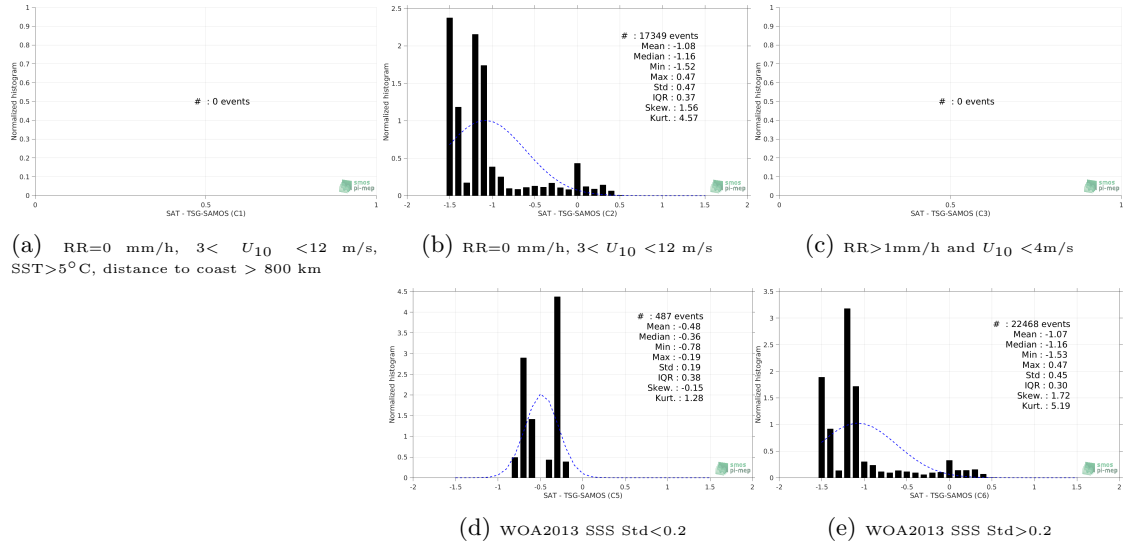 1
0.9
0.8
0.7
0.6
0.5
0.4
0.3
0.2
0.1
0
Normalized histogram
# : 0 events
smos
pi-mep
0 0.5 1
SAT - TSG-SAMOS (C1)
(a) RR=0 mm/h, 3< U10 <12 m/s,
SST>5°C, distance to coast > 800 km
2.5
2
1.5
1
0.5
0
Normalized histogram
# : 17349 events
Mean : -1.08
Median : -1.16
Min : -1.52
Max : 0.47
Std : 0.47
IQR : 0.37
Skew. : 1.56
Kurt. : 4.57
smos
pi-mep
-2 -1.5 -1 -0.5 0 0.5 1 1.5 2
SAT - TSG-SAMOS (C2)
(b) RR=0 mm/h, 3< U10 <12 m/s
1
0.9
0.8
0.7
0.6
0.5
0.4
0.3
0.2
0.1
0
Normalized histogram
# : 0 events
smos
pi-mep
0 0.5 1
SAT - TSG-SAMOS (C3)
(c) RR>1mm/h and U10 <4m/s
4.5
4
3.5
3
2.5
2
1.5
1
0.5
0
Normalized histogram
# : 487 events
Mean : -0.48
Median : -0.36
Min : -0.78
Max : -0.19
Std : 0.19
IQR : 0.38
Skew. : -0.15
Kurt. : 1.28
smos
pi-mep
-2 -1.5 -1 -0.5 0 0.5 1 1.5 2
SAT - TSG-SAMOS (C5)
(d) WOA2013 SSS Std<0.2
3.5
3
2.5
2
1.5
1
0.5
0
Normalized histogram
# : 22468 events
Mean : -1.07
Median : -1.16
Min : -1.53
Max : 0.47
Std : 0.45
IQR : 0.30
Skew. : 1.72
Kurt. : 5.19
smos
pi-mep
-2 -1.5 -1 -0.5 0 0.5 1 1.5 2
SAT - TSG-SAMOS (C6)
(e) WOA2013 SSS Std>0.2